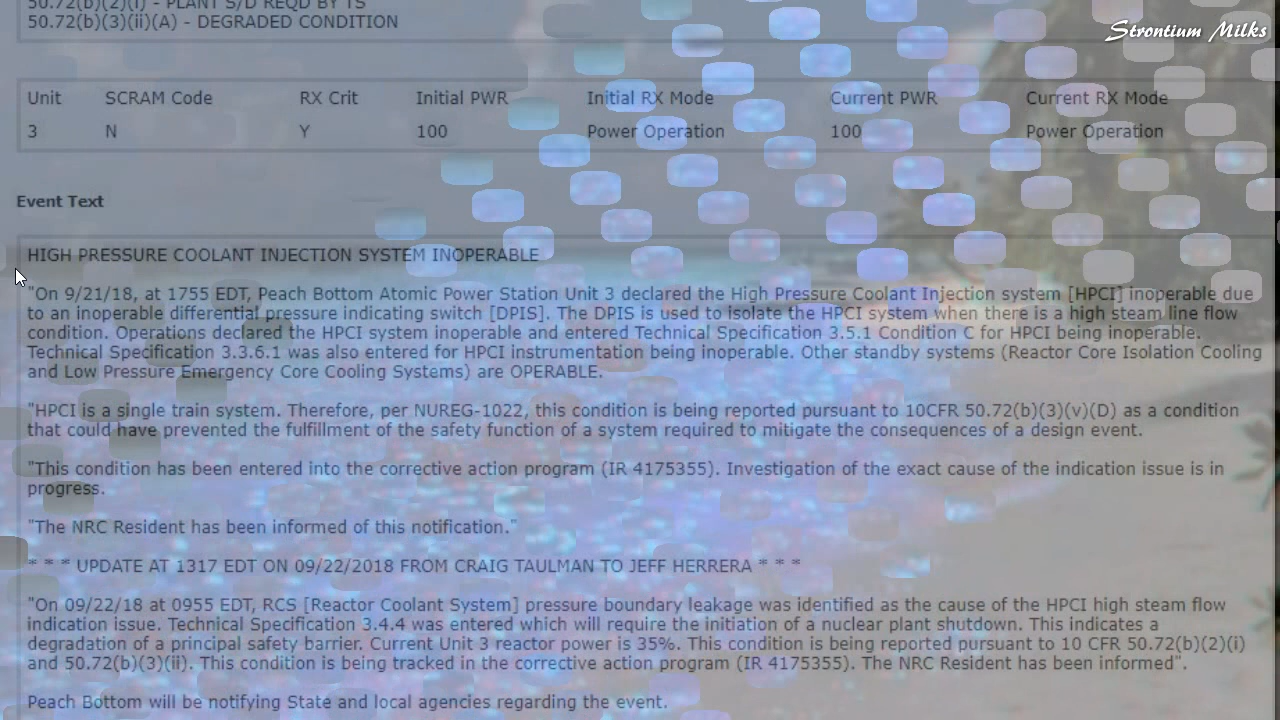 50.72(b)(2)(i) - PLANT S/D REQD BY TS
50.72(b)(3)(ii)(A) - DEGRADED CONDITION
Strontium Milks
Unit SCRAM Code RX Crit Initial PWR Initial RX Mode Current PWR Current RX Mode
3 N Y 100 Power Operation 100 Power Operation
Event Text
HIGH PRESSURE COOLANT INJECTION SYSTEM INOPERABLE
"On 9/21/18, at 1755 EDT, Peach Bottom Atomic Power Station Unit 3 declared the High Pressure Coolant Injection system [HPCI] inoperable due
to an inoperable differential pressure indicating switch [DPIS]. The DPIS is used to isolate the HPCI system when there is a high steam line flow
condition. Operations declared the HPCI system inoperable and entered Technical Specification 3.5.1 Condition C for HPCI being inoperable.
Technical Specification 3.3.6.1 was also entered for HPCI instrumentation being inoperable. Other standby systems (Reactor Core Isolation Cooling
and Low Pressure Emergency Core Cooling Systems) are OPERABLE.
"HPCI is a single train system. Therefore, per NUREG-1022, this condition is being reported pursuant to 10CFR 50.72(b)(3)(v)(D) as a condition
that could have prevented the fulfillment of the safety function of a system required to mitigate the consequences of a design event.
"This condition has been entered into the corrective action program (IR 4175355). Investigation of the exact cause of the indication issue is in
progress.
"The NRC Resident has been informed of this notification."
* * * UPDATE AT 1317 EDT ON 09/22/2018 FROM CRAIG TAULMAN TO JEFF HERRERA * * *
"On 09/22/18 at 0955 EDT, RCS [Reactor Coolant System] pressure boundary leakage was identified as the cause of the HPCI high steam flow
indication issue. Technical Specification 3.4.4 was entered which will require the initiation of a nuclear plant shutdown. This indicates a
degradation of a principal safety barrier. Current Unit 3 reactor power is 35%. This condition is being reported pursuant to 10 CFR 50.72(b)(2)(i)
and 50.72(b)(3)(ii). This condition is being tracked in the corrective action program (IR 4175355). The NRC Resident has been informed".
Peach Bottom will be notifying State and local agencies regarding the event.